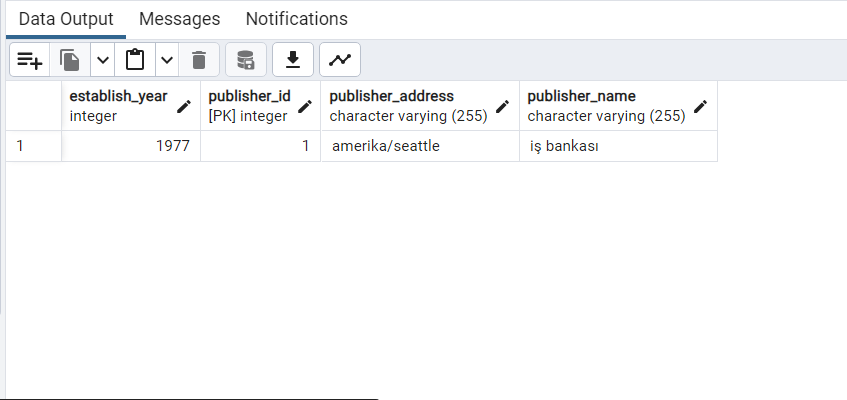 Data Output Messages Notifications
establish_year publisher_id publisher_address publisher_name
integer [PK] integer character varying (255) character varying (255)
1 1977 1 amerika/seattle iş bankası